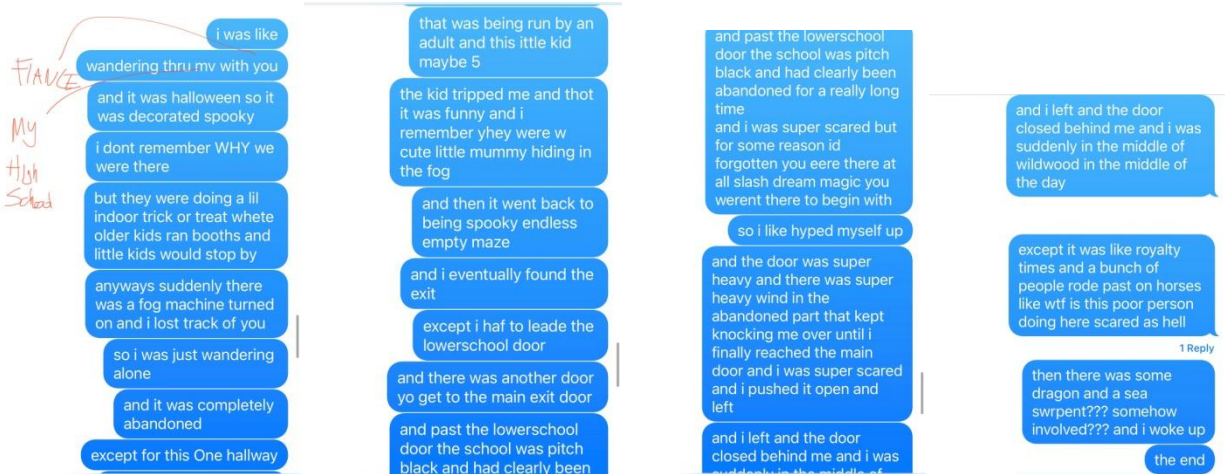 FIANCE
My
High
School
i was like
wandering thru mv with you
and it was halloween so it
was decorated spooky
i dont remember WHY we
were there
but they were doing a lil
indoor trick or treat whete
older kids ran booths and
little kids would stop by
anyways suddenly there
was a fog machine turned
on and i lost track of you
so i was just wandering
alone
and it was completely
abandoned
except for this One hallway
that was being run by an
adult and this ittle kid
maybe 5
the kid tripped me and thot
it was funny and i
remember yhey were w
cute little mummy hiding in
the fog
and then it went back to
being spooky endless
empty maze
and i eventually found the
exit
except i haf to leade the
lowerschool door
and there was another door
yo get to the main exit door
and past the lowerschool
door the school was pitch
black and had clearly been
and past the lowerschool
door the school was pitch
black and had clearly been
abandoned for a really long
time
and i was super scared but
for some reason id
forgotten you eere there at
all slash dream magic you
werent there to begin with
so i like hyped myself up
and the door was super
heavy and there was super
heavy wind in the
abandoned part that kept
knocking me over until i
finally reached the main
door and i was super scared
and i pushed it open and
left
and i left and the door
closed behind me and i was
suddenly in the middle of
and i left and the door
closed behind me and i was
suddenly in the middle of
wildwood in the middle of
the day
except it was like royalty
times and a bunch of
people rode past on horses
like wtf is this poor person
doing here scared as hell
1 Reply
then there was some
dragon and a sea
swrpent??? somehow
involved??? and i woke up
the end